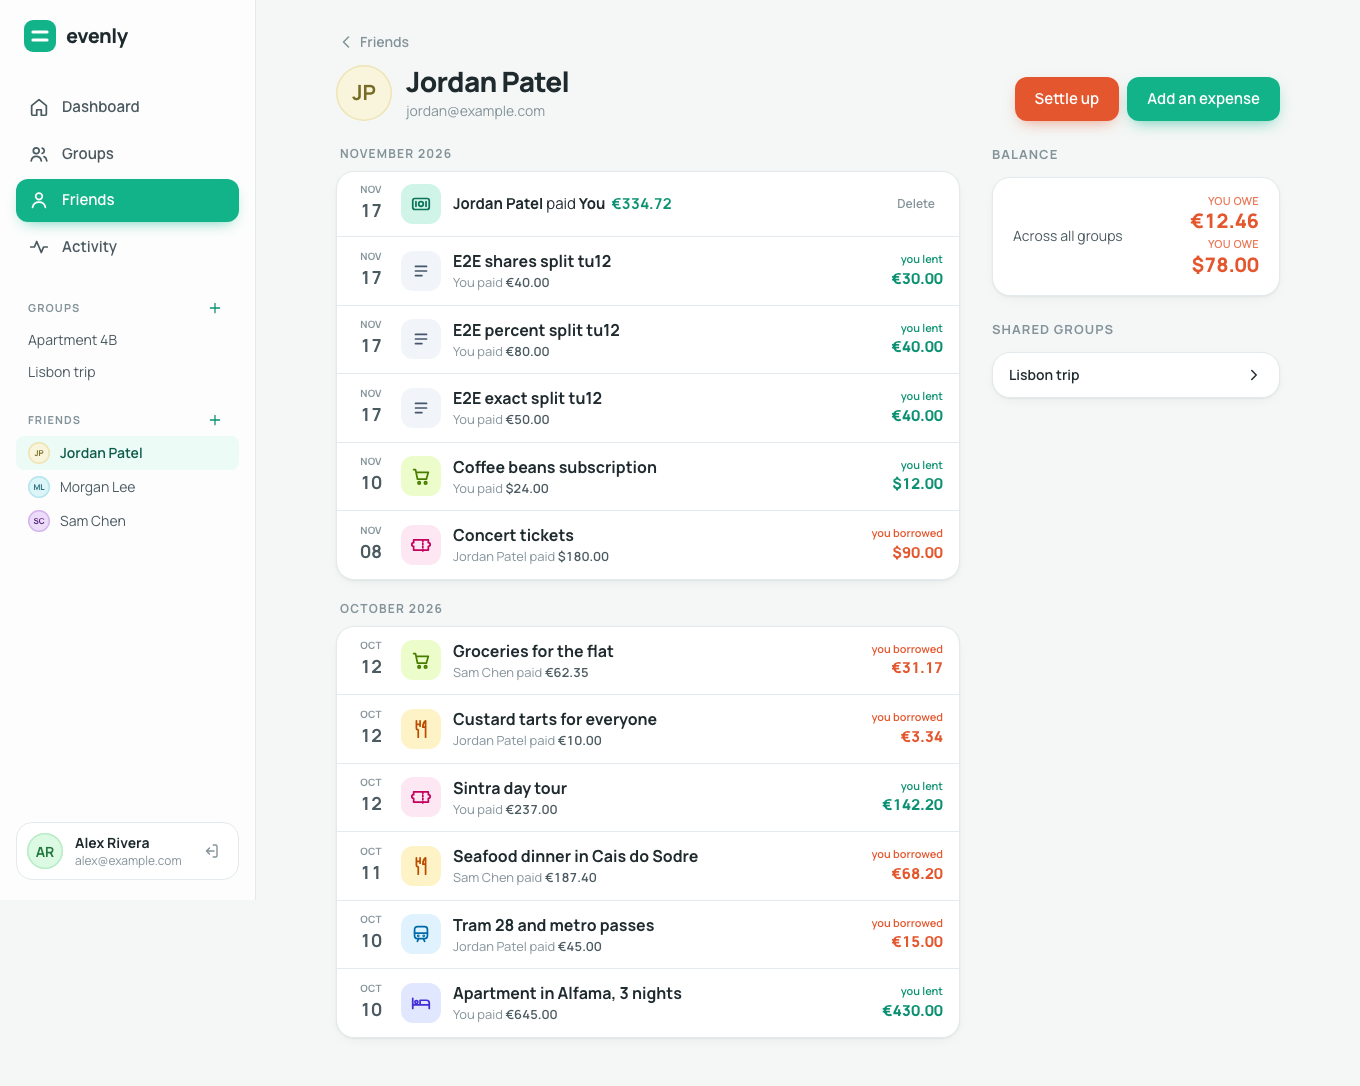 evenly
Dashboard
Groups
Friends
Activity
GROUPS
Apartment 4B
Lisbon trip
FRIENDS
JP Jordan Patel
ML Morgan Lee
SC Sam Chen
AR
Alex Rivera
alex@example.com
Friends
JP
Jordan Patel
jordan@example.com
Settle up
Add an expense
NOVEMBER 2026
NOV
17
Jordan Patel paid You €334.72
Delete
NOV
17
E2E shares split tu12
You paid €40.00
you lent
€30.00
NOV
17
E2E percent split tu12
You paid €80.00
you lent
€40.00
NOV
17
E2E exact split tu12
You paid €50.00
you lent
€40.00
NOV
10
Coffee beans subscription
You paid $24.00
you lent
$12.00
NOV
08
Concert tickets
Jordan Patel paid $180.00
you borrowed
$90.00
OCTOBER 2026
OCT
12
Groceries for the flat
Sam Chen paid €62.35
you borrowed
€31.17
OCT
12
Custard tarts for everyone
Jordan Patel paid €10.00
you borrowed
€3.34
OCT
12
Sintra day tour
You paid €237.00
you lent
€142.20
OCT
11
Seafood dinner in Cais do Sodre
Sam Chen paid €187.40
you borrowed
€68.20
OCT
10
Tram 28 and metro passes
Jordan Patel paid €45.00
you borrowed
€15.00
OCT
10
Apartment in Alfama, 3 nights
You paid €645.00
you lent
€430.00
BALANCE
Across all groups
YOU OWE
€12.46
YOU OWE
$78.00
SHARED GROUPS
Lisbon trip